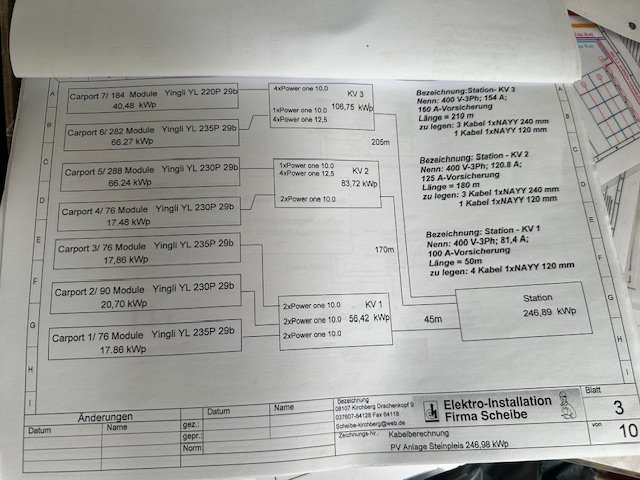 Carport 7/ 184 Module Yingli YL 220P 29b
40,48 kWp
Carport 6/ 282 Module Yingli YL 235P 29b
66.27 kWp
Carport 5/ 288 Module Yingli YL 230P 29b
66.24 kWp
Carport 4/ 76 Module Yingli YL 230P 29b
17.48 kWp
Carport 3/ 76 Module Yingli YL 235P 29b
17,86 kWp
Carport 2/ 90 Module Yingli YL 230P 29b
20,70 kWp
Carport 1/ 76 Module Yingli YL 235P 29b
17.86 kWp
4xPower one 10,0
KV 3
1xPower one 10.0
106,75 kWp
4xPower one 12,5
205m
1xPower one 10.0
4xPower one 12,5
KV 2
83,72 kWp
2xPower one 10.0
170m
2xPower one 10.0
KV 1
2xPower one 10.0
56,42 kWp
2xPower one 10.0
45m
Bezeichnung:Station- KV 3
Nenn: 400 V-3Ph; 154 A;
160 A-Vorsicherung
Länge = 210 m
zu legen: 3 Kabel 1xNAYY 240 mm
1 Kabel 1xNAYY 120 mm
Bezeichnung: Station - KV 2
Nenn: 400 V-3Ph; 120.8 A;
125 A-Vorsicherung
Länge = 180 m
zu legen: 3 Kabel 1xNAYY 240 mm
1 Kabel 1xNAYY 120 mm
Bezeichnung: Station - KV 1
Nenn: 400 V-3Ph; 81,4 A;
100 A-Vorsicherung
Länge = 50m
zu legen: 4 Kabel 1xNAYY 120 mm
Station
246,89 kWp
A
B
C
D
E
F
G
H
I
A
B
C
D
E
F
G
H
I
Änderungen
Datum
Name
Datum
Name
gez.:
gepr.:
Norm:
Bezeichnung
08107 Kirchberg Drschenkopf 9
037607-64128 Fax 64118
Scheibe-kirchberg@web.de
Elektro-Installation
Firma Scheibe
Zeichnungs-Nr.:
Kabelberechnung
PV Anlage Steinpleis 246,98 kWp
Blatt
3
von
10